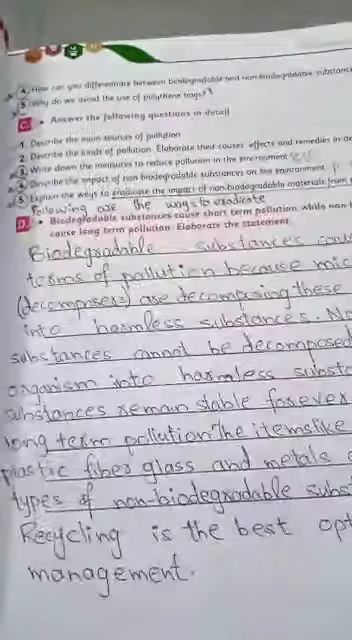 4. How can you differentiate between biodegradable and non-biodegradable substanc
5. Why do we avoid the use of polythene bags?
C. • Answer the following questions in detail
1. Describe the main sources of pollution
2. Describe the kinds of pollution. Elaborate their causes effects and remedies in de
3. Write down the measures to reduce pollution in the environment
4. Describe the impact of non biodegradable substances on the environment
5. Explain the ways to eradicate the impact of non-biodegradable materials from
Following are the ways to eradicate
D. • Biodegradable substances cause short term pollution, while non-b
cause long term pollution. Elaborate the statement.
Biodegradable substances cau
terms of pollution because mic
(decomposers) are decomposing these
into harmless substances. No
substances cannot be decomposed
organism into harmless substa
substances remain stable forever
long term pollution. The items like
plastic fiber glass and metals
types of non-biodegradable subs
Recycling is the best opt
management.